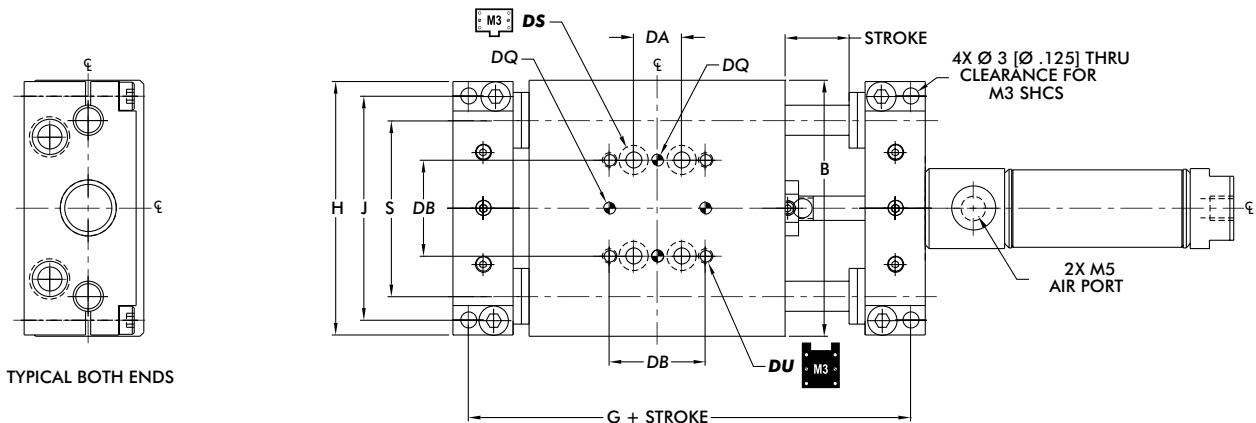 M3 DS
DA
STROKE
DQ
℄
DQ
4X Ø 3 [Ø .125] THRU
CLEARANCE FOR
M3 SHCS
℄
℄
H
J
S
DB
B
℄
2X M5
AIR PORT
DB
DU M3
TYPICAL BOTH ENDS
G + STROKE